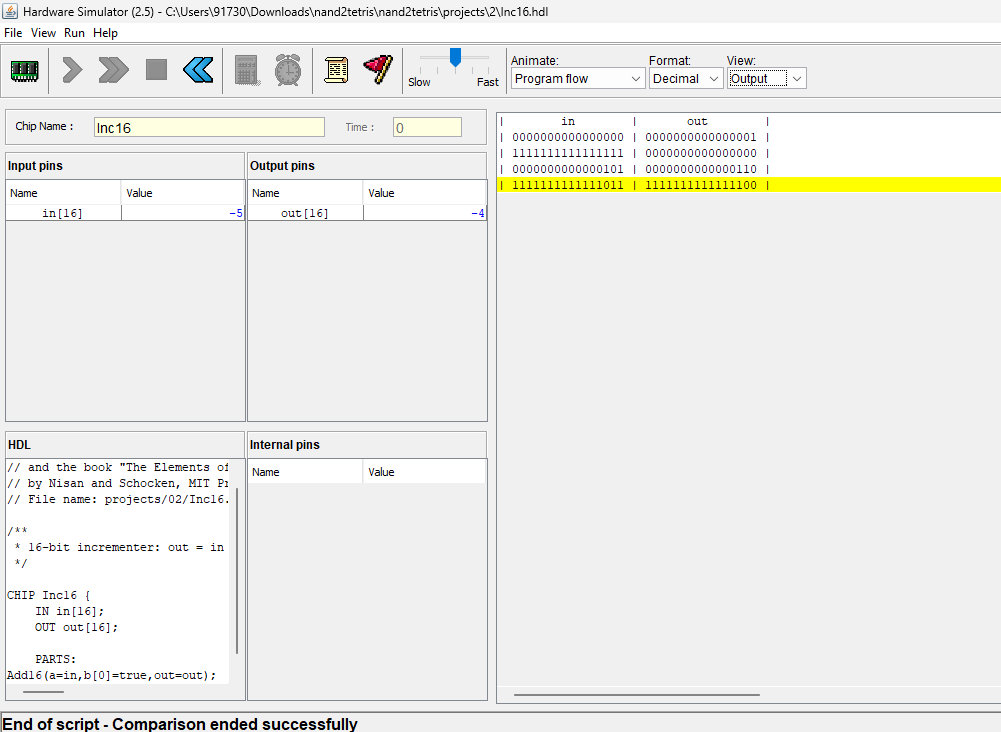 Hardware Simulator (2.5) - C:\Users\91730\Downloads\nand2tetris\nand2tetris\projects\2\Inc16.hdl
File View Run Help
Slow Fast
Animate: Format: View:
Program flow Decimal Output
Chip Name : Inc16 Time : 0
Input pins Output pins
Name Value Name Value
in[16] -5 out[16] -4
| in | out |
| 0000000000000000 | 0000000000000001 |
| 1111111111111111 | 0000000000000000 |
| 0000000000000101 | 0000000000000110 |
| 1111111111111011 | 1111111111111100 |
HDL
// and the book "The Elements of
// by Nisan and Schocken, MIT Pr
// File name: projects/02/Inc16.
/**
* 16-bit incrementer: out = in
*/
CHIP Inc16 {
IN in[16];
OUT out[16];
PARTS:
Add16(a=in,b[0]=true,out=out);
Internal pins
Name Value
End of script - Comparison ended successfully